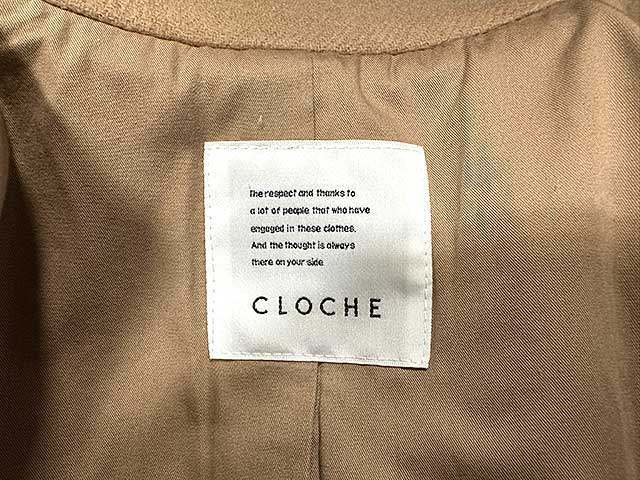 The respect and thanks to
a lot of people that who have
engaged in these clothes.
And the thought is always
there on your side
CLOCHE